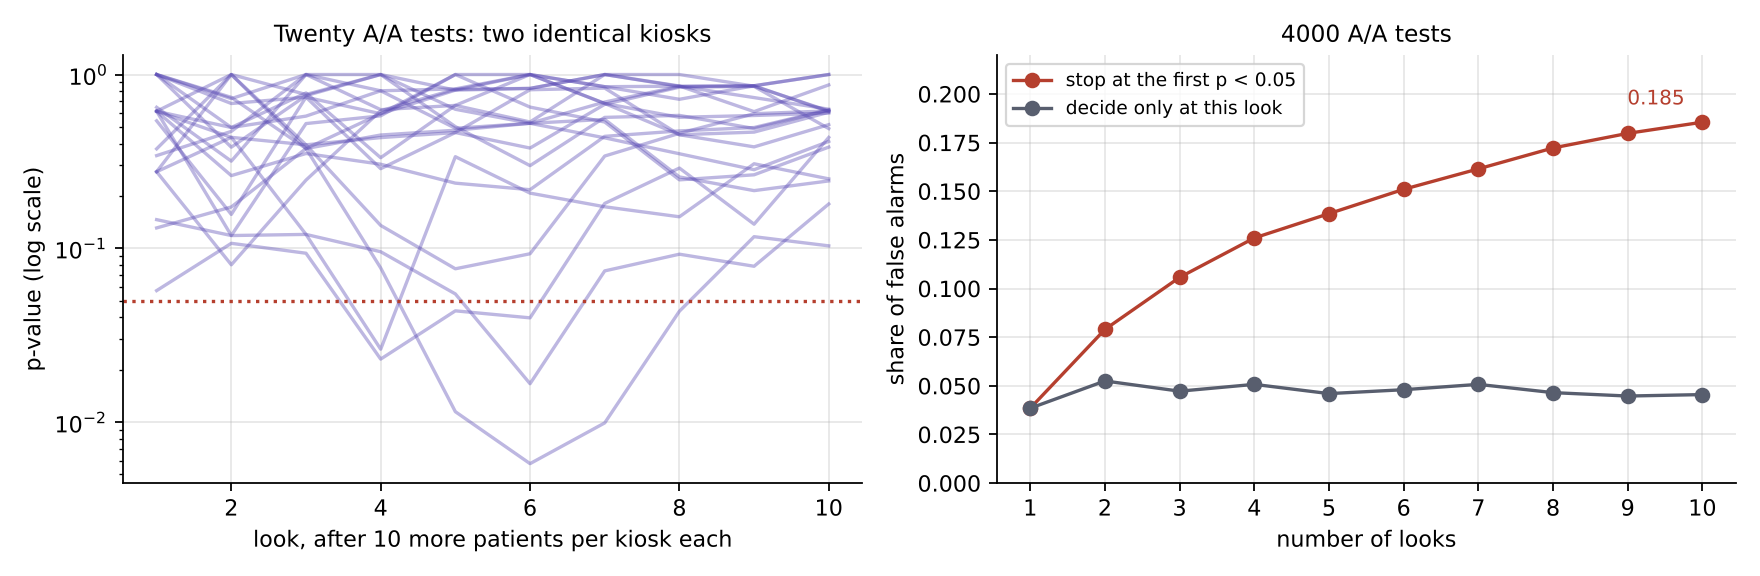 Twenty A/A tests: two identical kiosks
p-value (log scale)
10⁰
10⁻¹
10⁻²
2 4 6 8 10
look, after 10 more patients per kiosk each
4000 A/A tests
stop at the first p < 0.05
decide only at this look
0.185
share of false alarms
0.200
0.175
0.150
0.125
0.100
0.075
0.050
0.025
0.000
1 2 3 4 5 6 7 8 9 10
number of looks